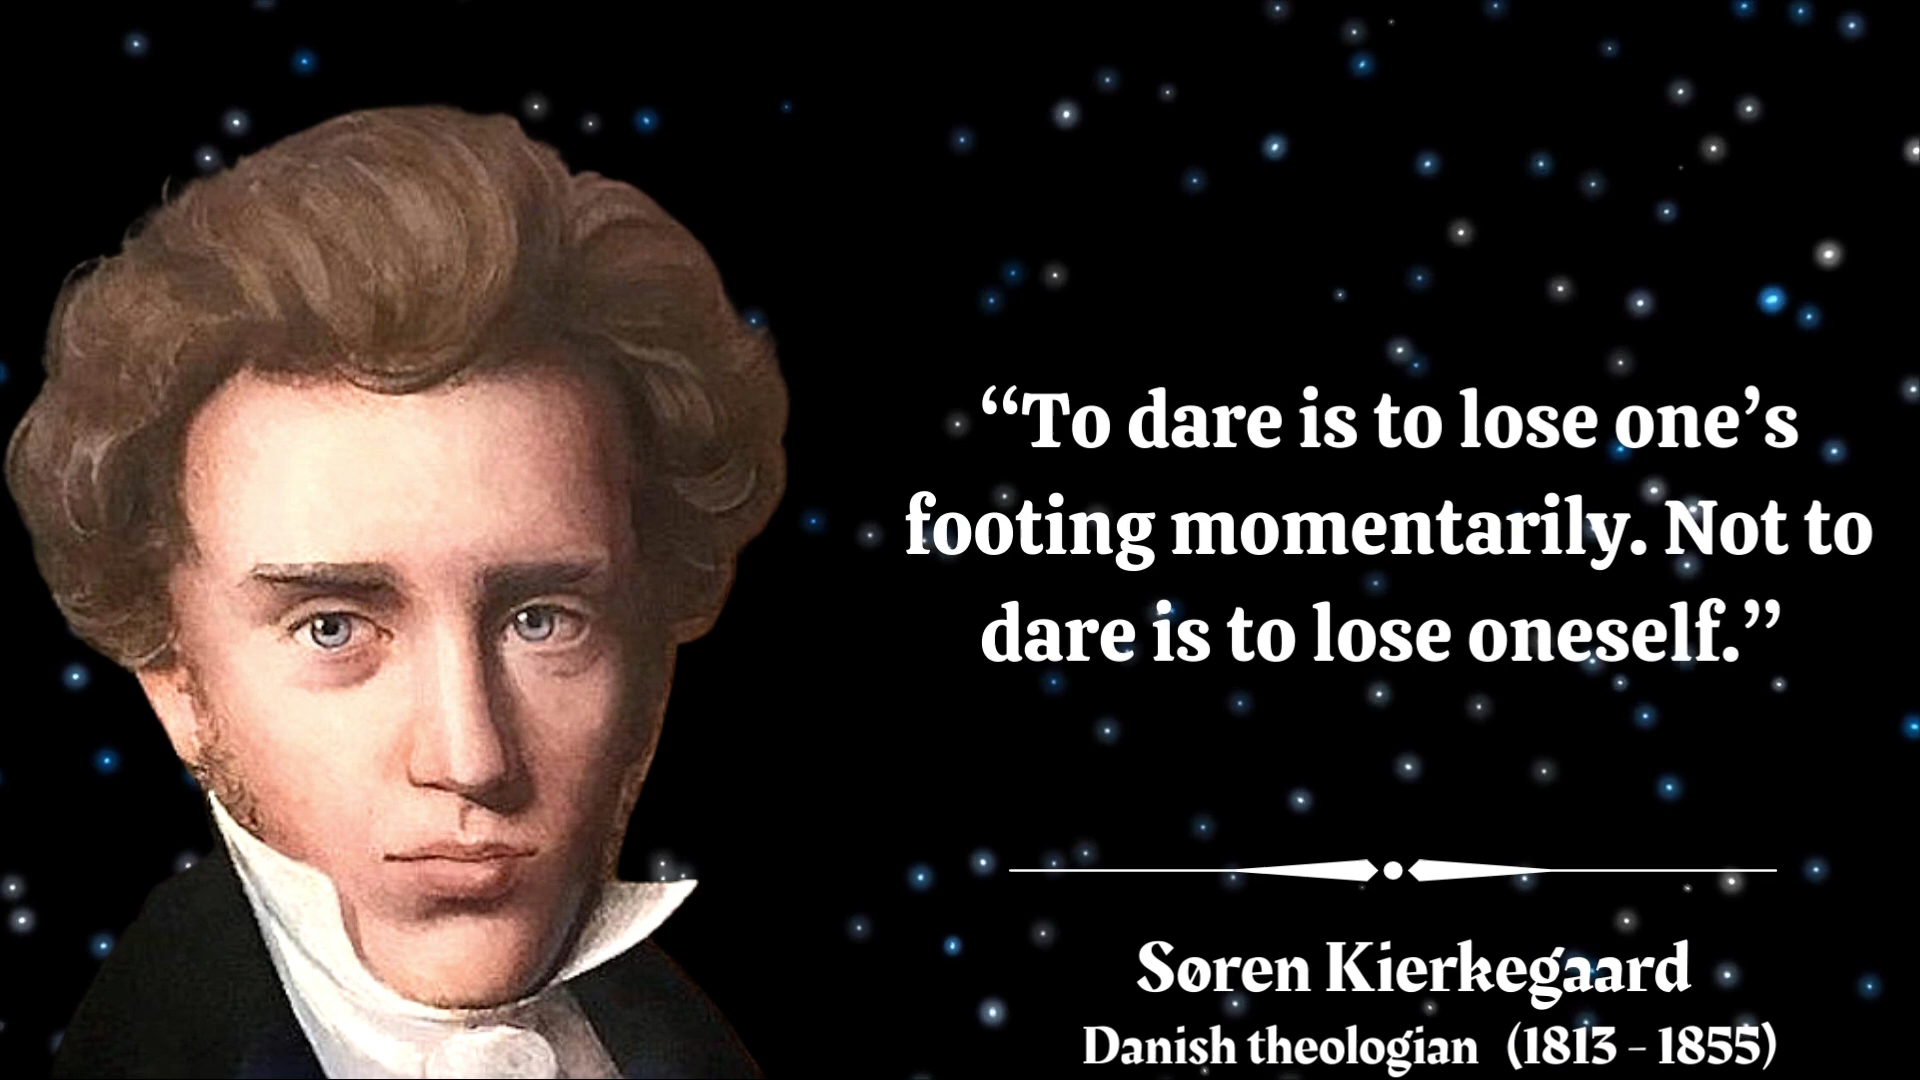 “To dare is to lose one’s
footing momentarily. Not to
dare is to lose oneself.”
Søren Kierkegaard
Danish theologian (1813 - 1855)